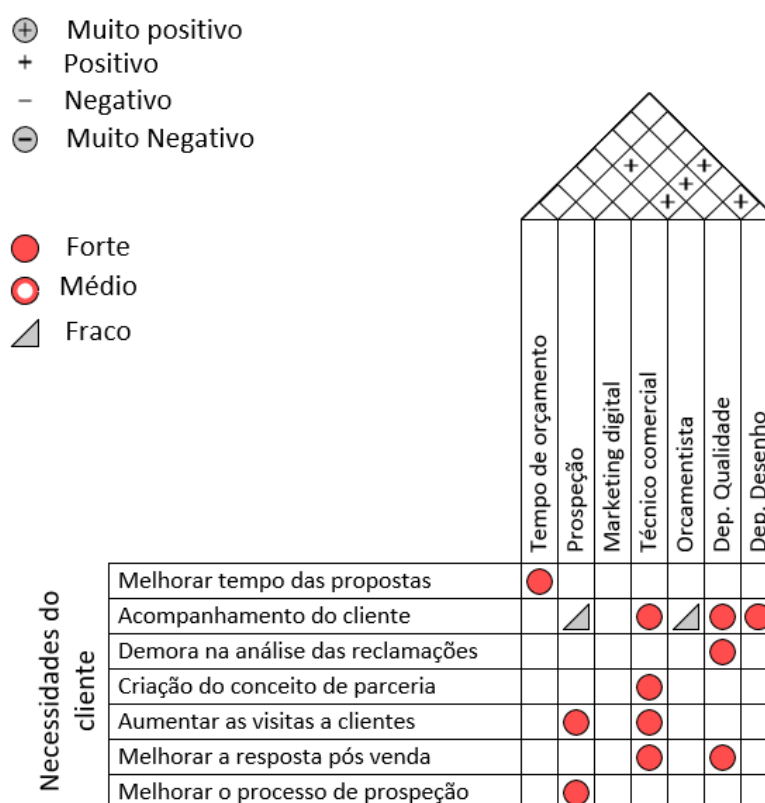 Muito positivo
Positivo
Negativo
Muito Negativo
Forte
Médio
Fraco
Tempo de orçamento
Prospeção
Marketing digital
Técnico comercial
Orcamentista
Dep. Qualidade
Dep. Desenho
Necessidades do
cliente
Melhorar tempo das propostas
Acompanhamento do cliente
Demora na análise das reclamações
Criação do conceito de parceria
Aumentar as visitas a clientes
Melhorar a resposta pós venda
Melhorar o processo de prospeção